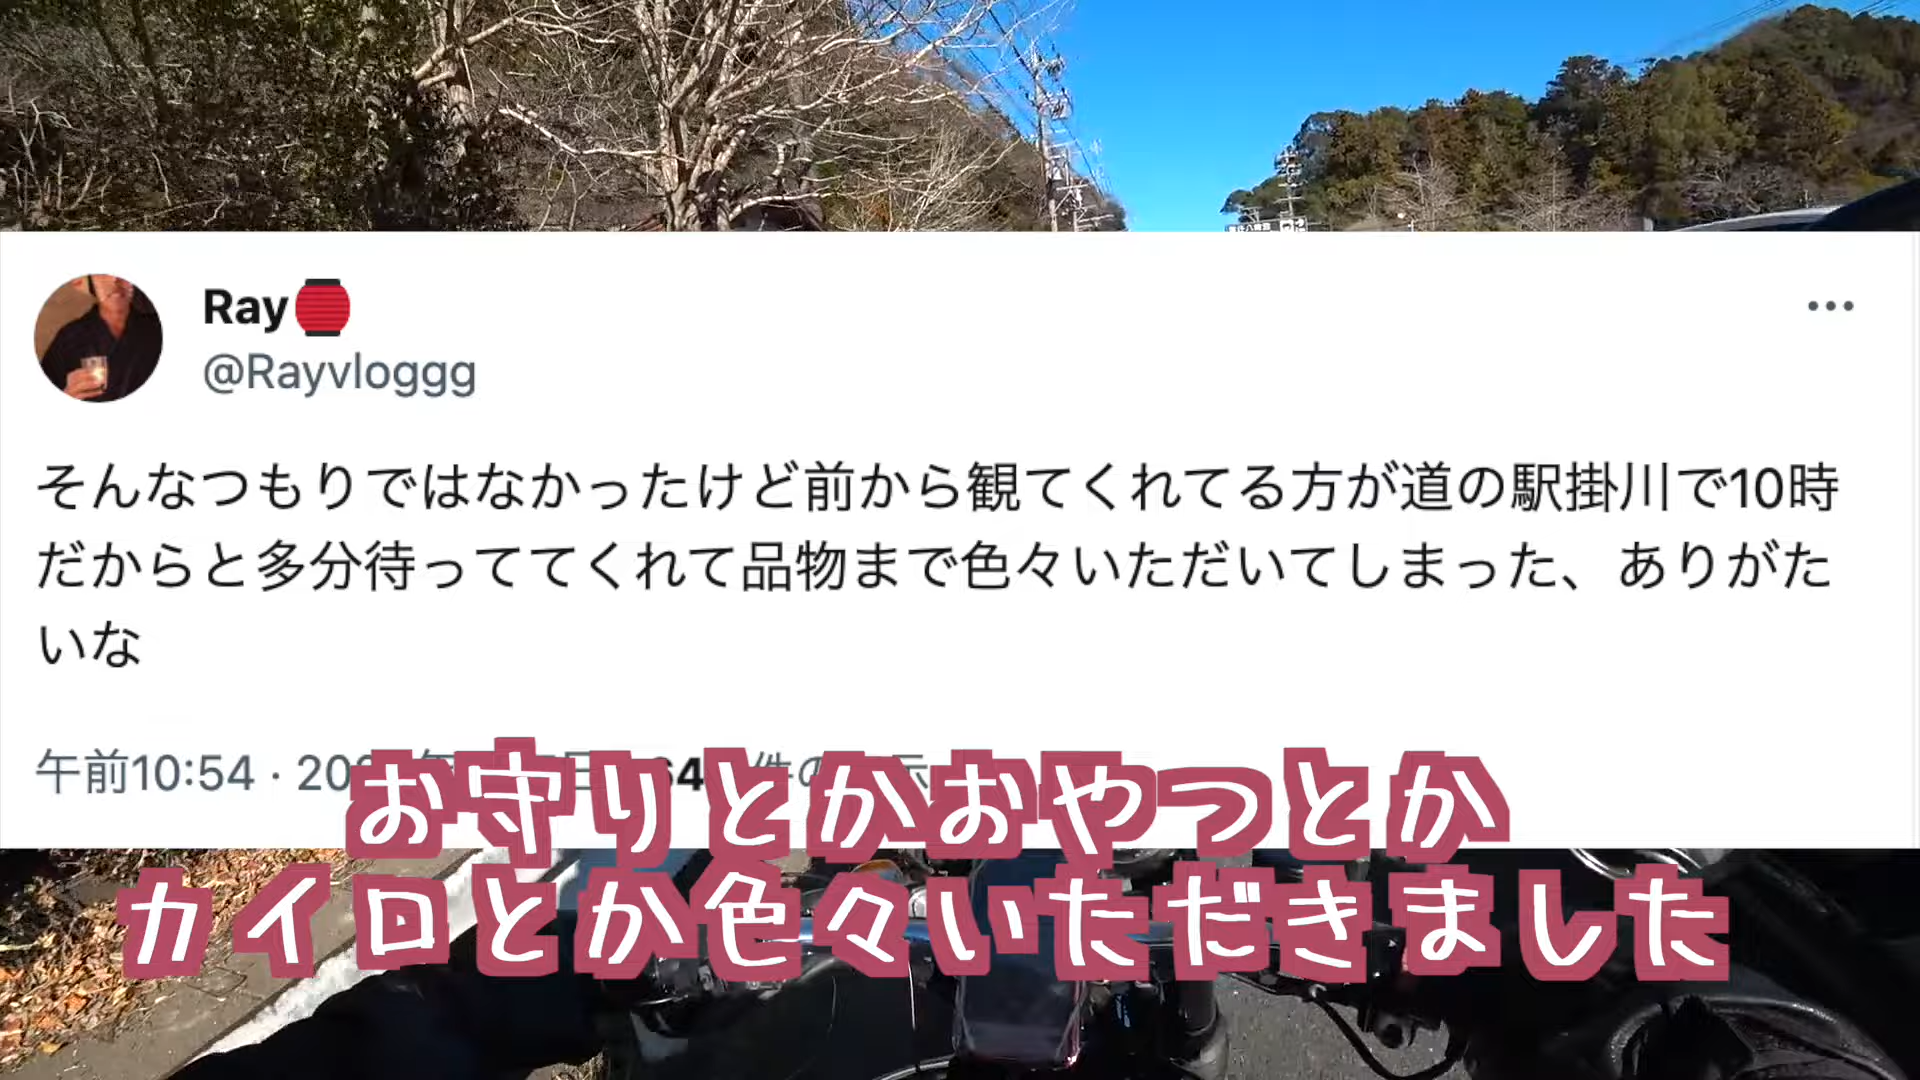 Ray
@Rayvloggg
そんなつもりではなかったけど前から観てくれてる方が道の駅掛川で10時
だからと多分待っててくれて品物まで色々いただいてしまった、ありがた
いな
午前10:54 · 20
お守りとかおやつとか
カイロとか色々いただきました